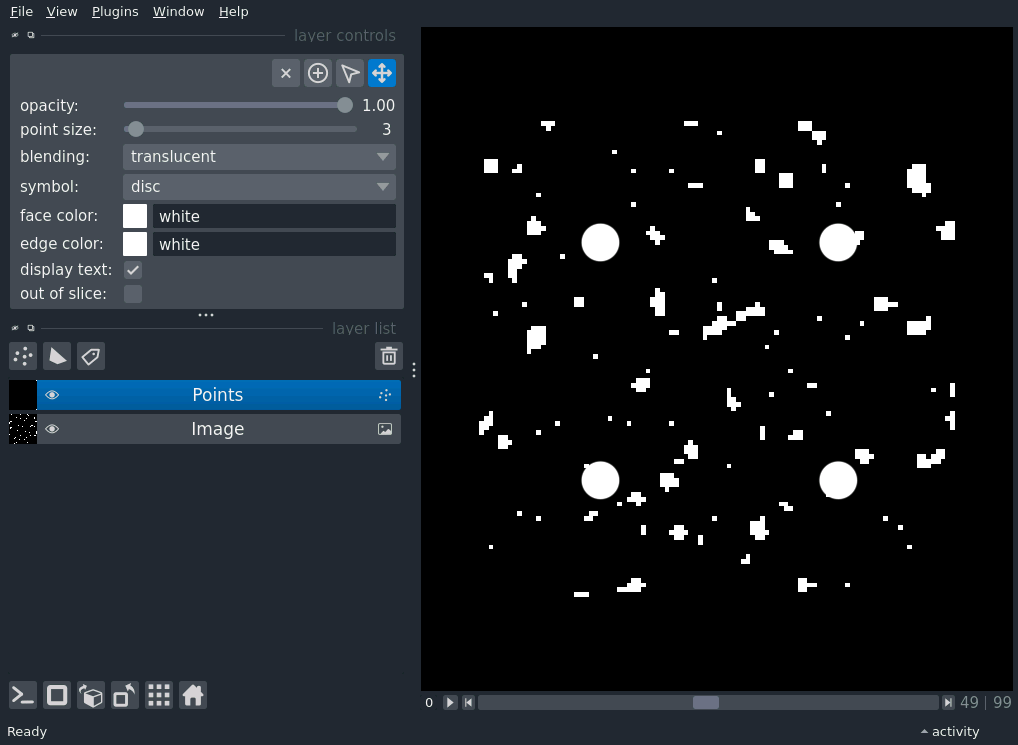 File View Plugins Window Help
layer controls
opacity: 1.00
point size: 3
blending: translucent
symbol: disc
face color: white
edge color: white
display text:
out of slice:
layer list
Points
Image
0 49 | 99
Ready activity